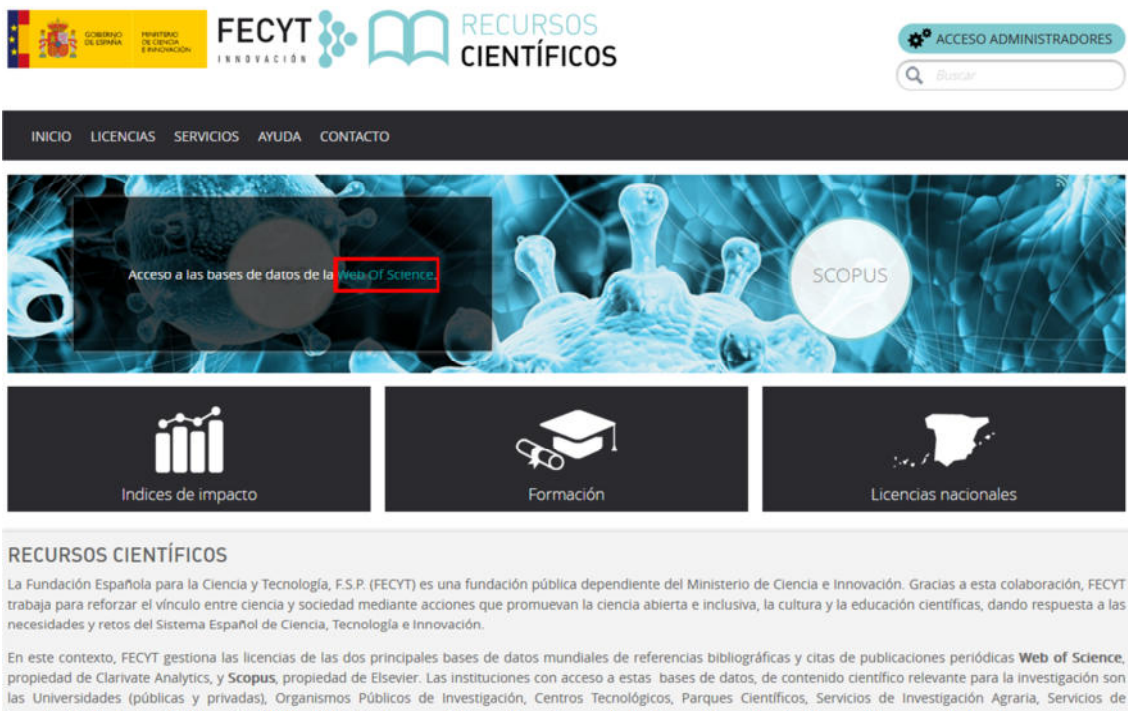 GOBIERNO
DE ESPAÑA
MINISTERIO
DE CIENCIA
E INNOVACIÓN
FECYT
INNOVACIÓN
RECURSOS
CIENTÍFICOS
ACCESO ADMINISTRADORES
Buscar
INICIO LICENCIAS SERVICIOS AYUDA CONTACTO
Acceso a las bases de datos de la Web Of Science.
SCOPUS
Indices de impacto
Formación
Licencias nacionales
RECURSOS CIENTÍFICOS
La Fundación Española para la Ciencia y Tecnología, F.S.P. (FECYT) es una fundación pública dependiente del Ministerio de Ciencia e Innovación. Gracias a esta colaboración, FECYT
trabaja para reforzar el vínculo entre ciencia y sociedad mediante acciones que promuevan la ciencia abierta e inclusiva, la cultura y la educación científicas, dando respuesta a las
necesidades y retos del Sistema Español de Ciencia, Tecnología e Innovación.
En este contexto, FECYT gestiona las licencias de las dos principales bases de datos mundiales de referencias bibliográficas y citas de publicaciones periódicas Web of Science,
propiedad de Clarivate Analytics, y Scopus, propiedad de Elsevier. Las instituciones con acceso a estas bases de datos, de contenido científico relevante para la investigación son
las Universidades (públicas y privadas), Organismos Públicos de Investigación, Centros Tecnológicos, Parques Científicos, Servicios de Investigación Agraria, Servicios de